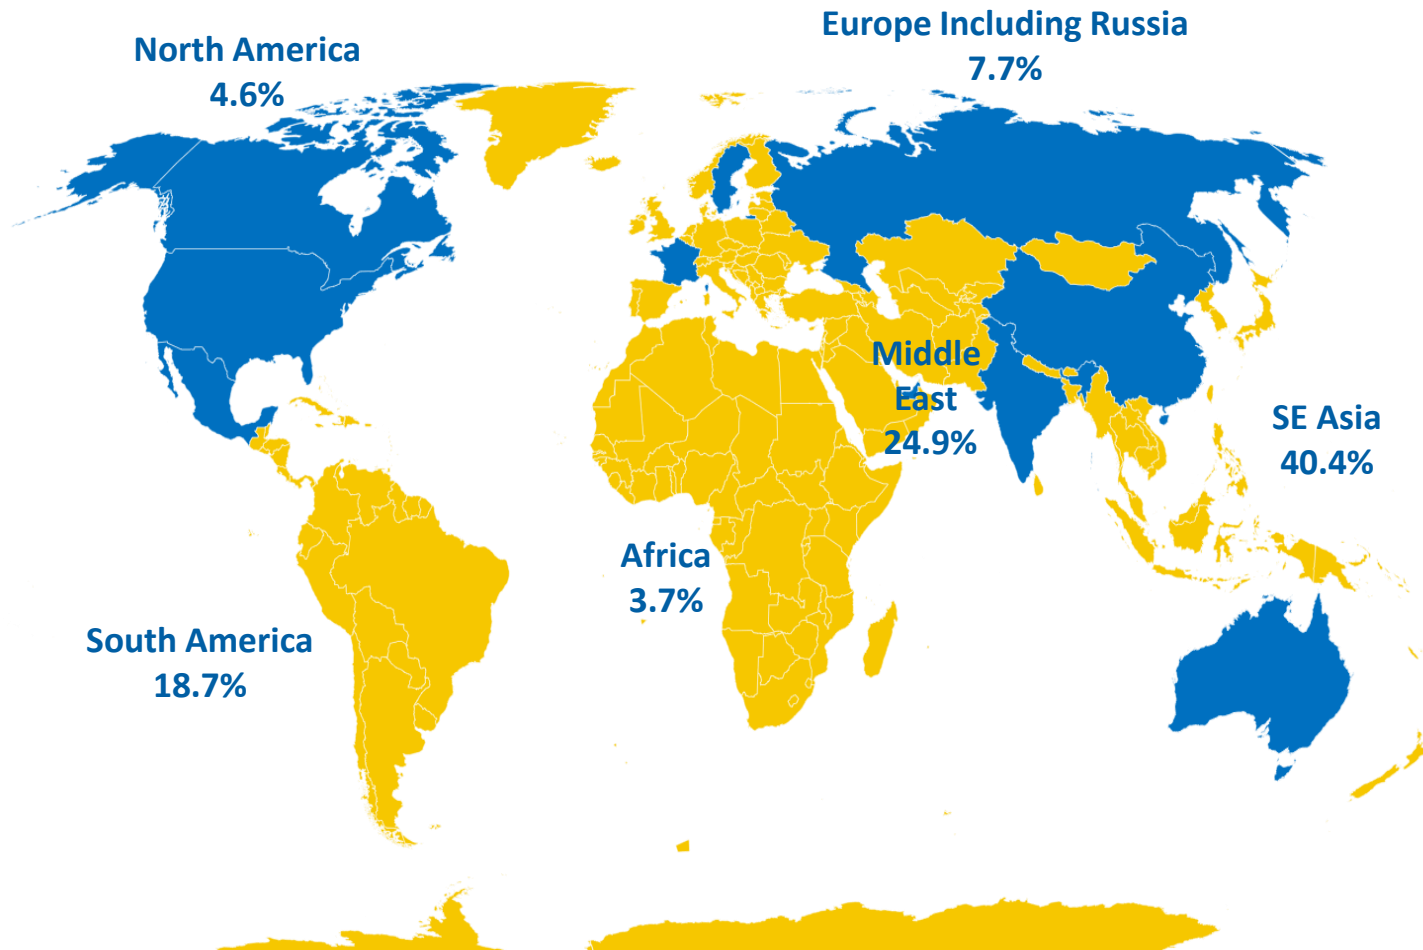 Europe Including Russia
7.7%
North America
4.6%
Middle
East
24.9%
SE Asia
40.4%
Africa
3.7%
South America
18.7%